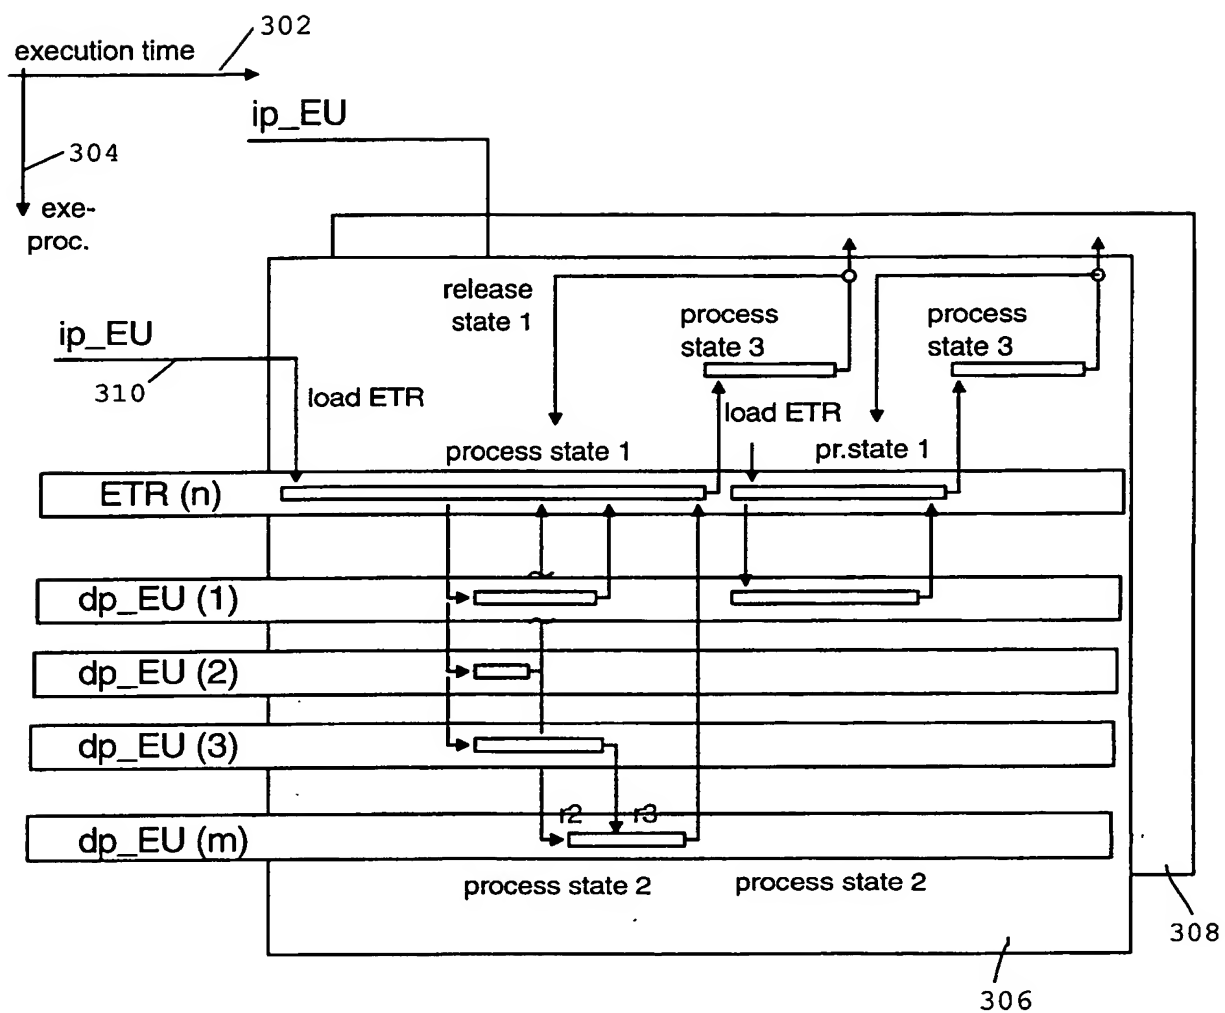 302
execution time
ip_EU
304
exe-
proc.
release
state 1
process
state 3
process
state 3
ip_EU
310
load ETR
load ETR
process state 1
pr.state 1
ETR (n)
dp_EU (1)
dp_EU (2)
dp_EU (3)
r2
r3
dp_EU (m)
process state 2
process state 2
308
306